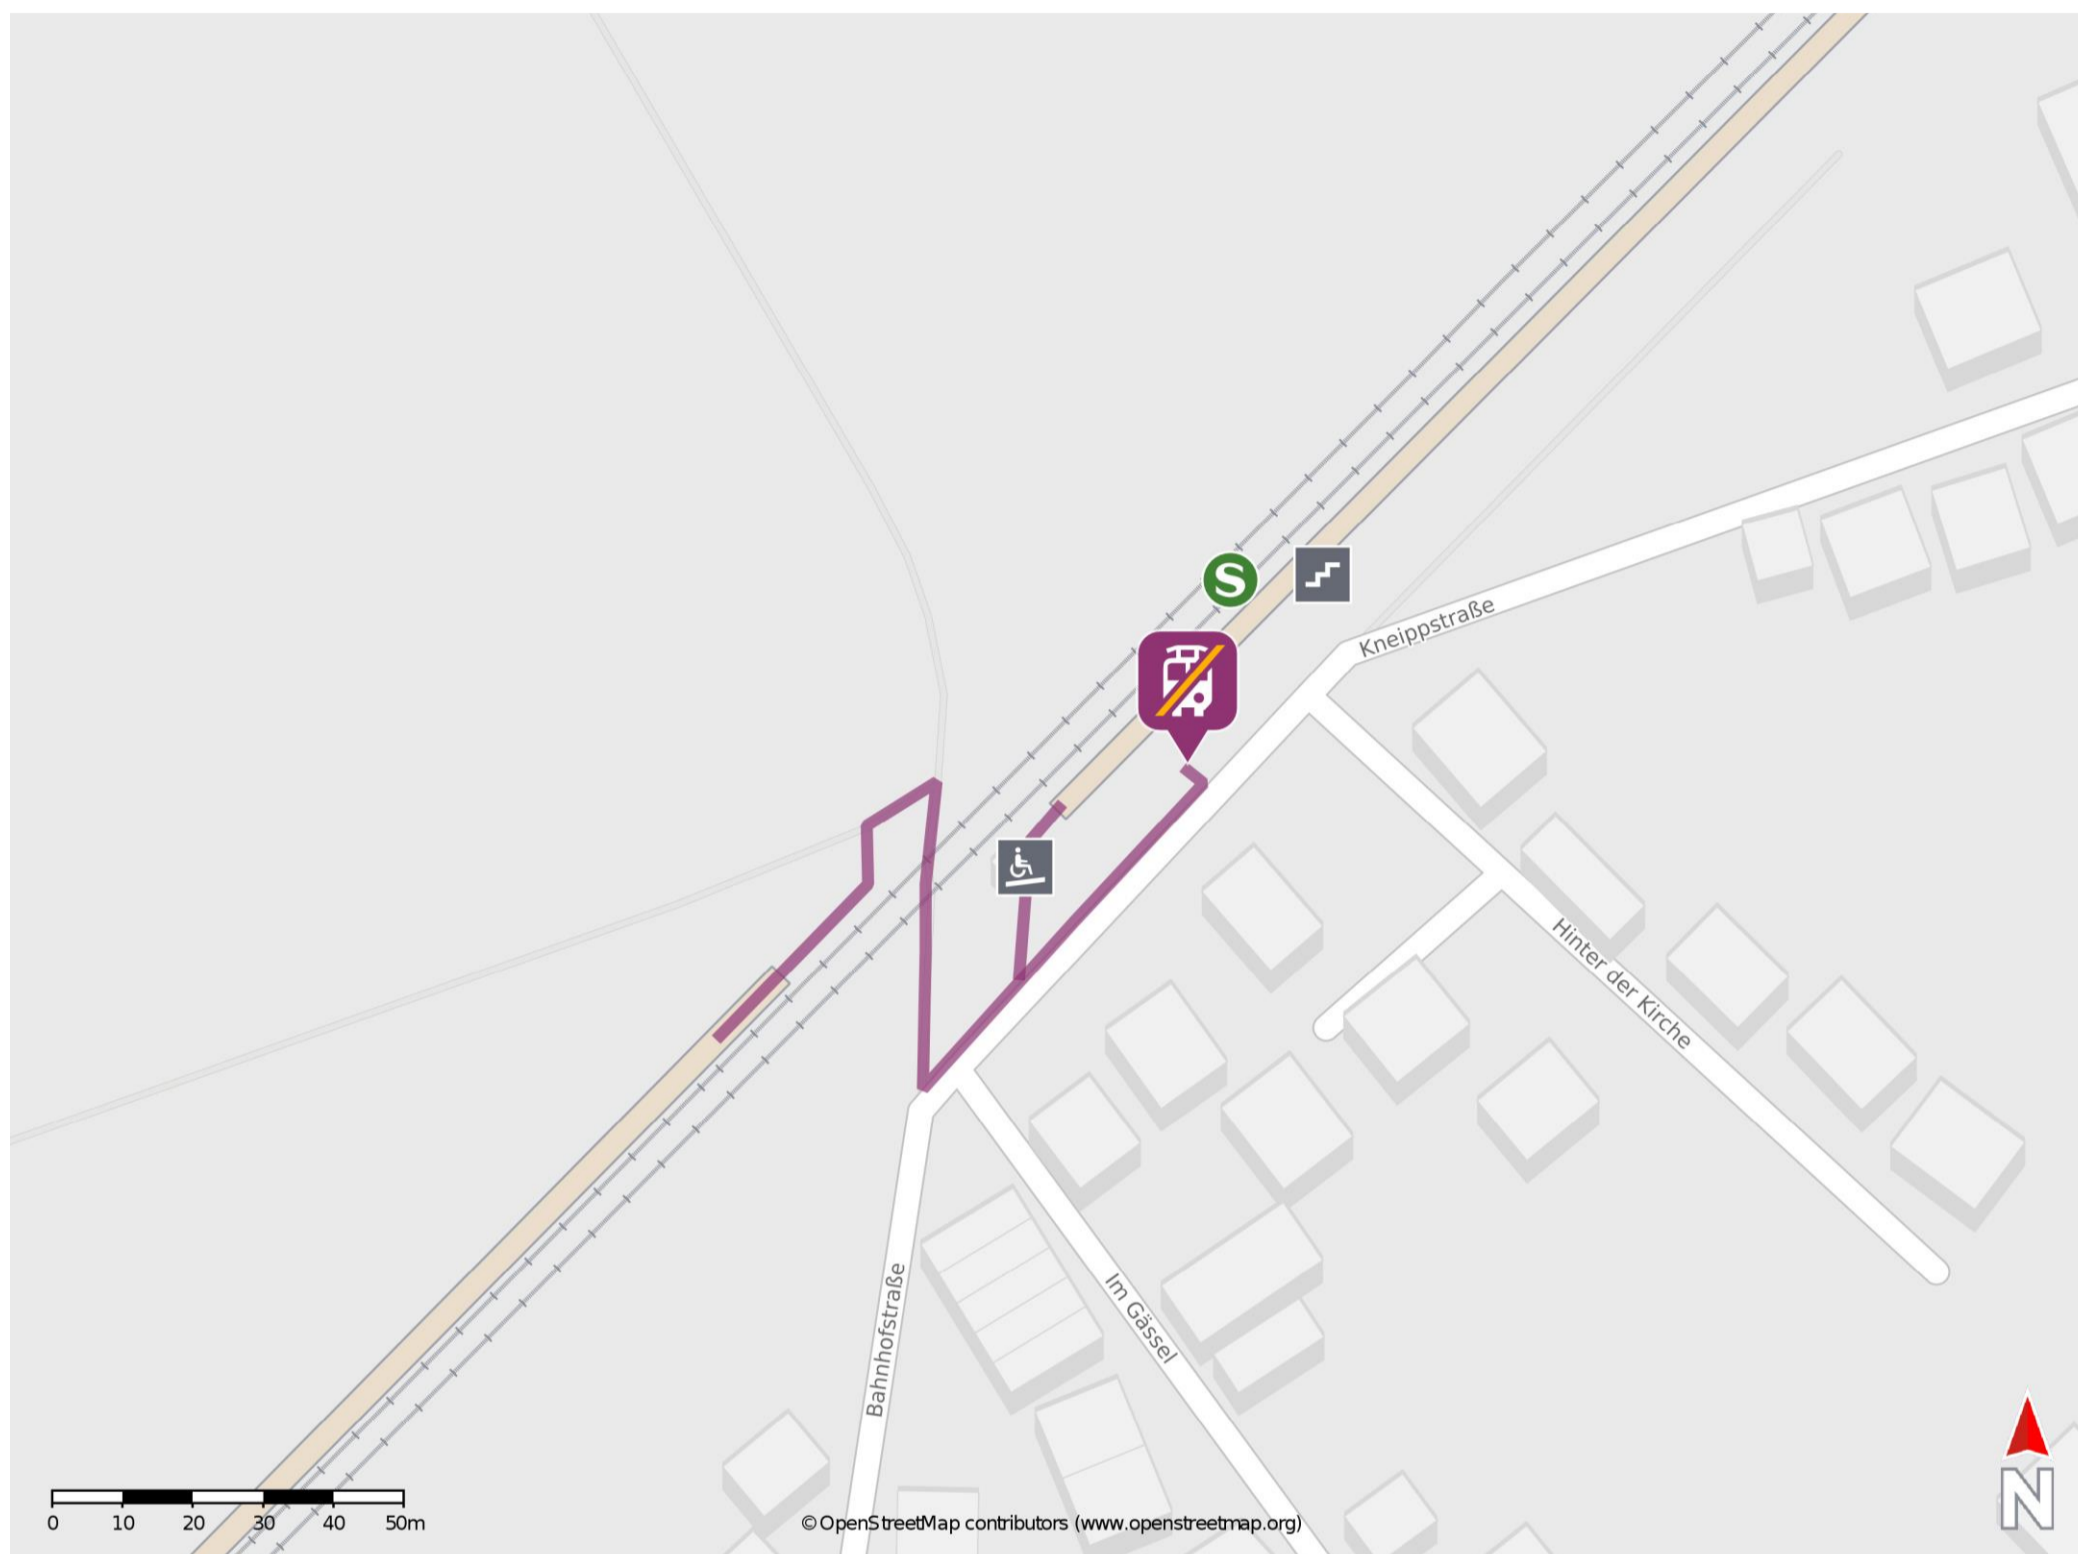 S
Kneippstraße
Hinter der Kirche
Bahnhofstraße
Im Gässel
0 10 20 30 40 50m
©OpenStreetMap contributors (www.openstreetmap.org)
N